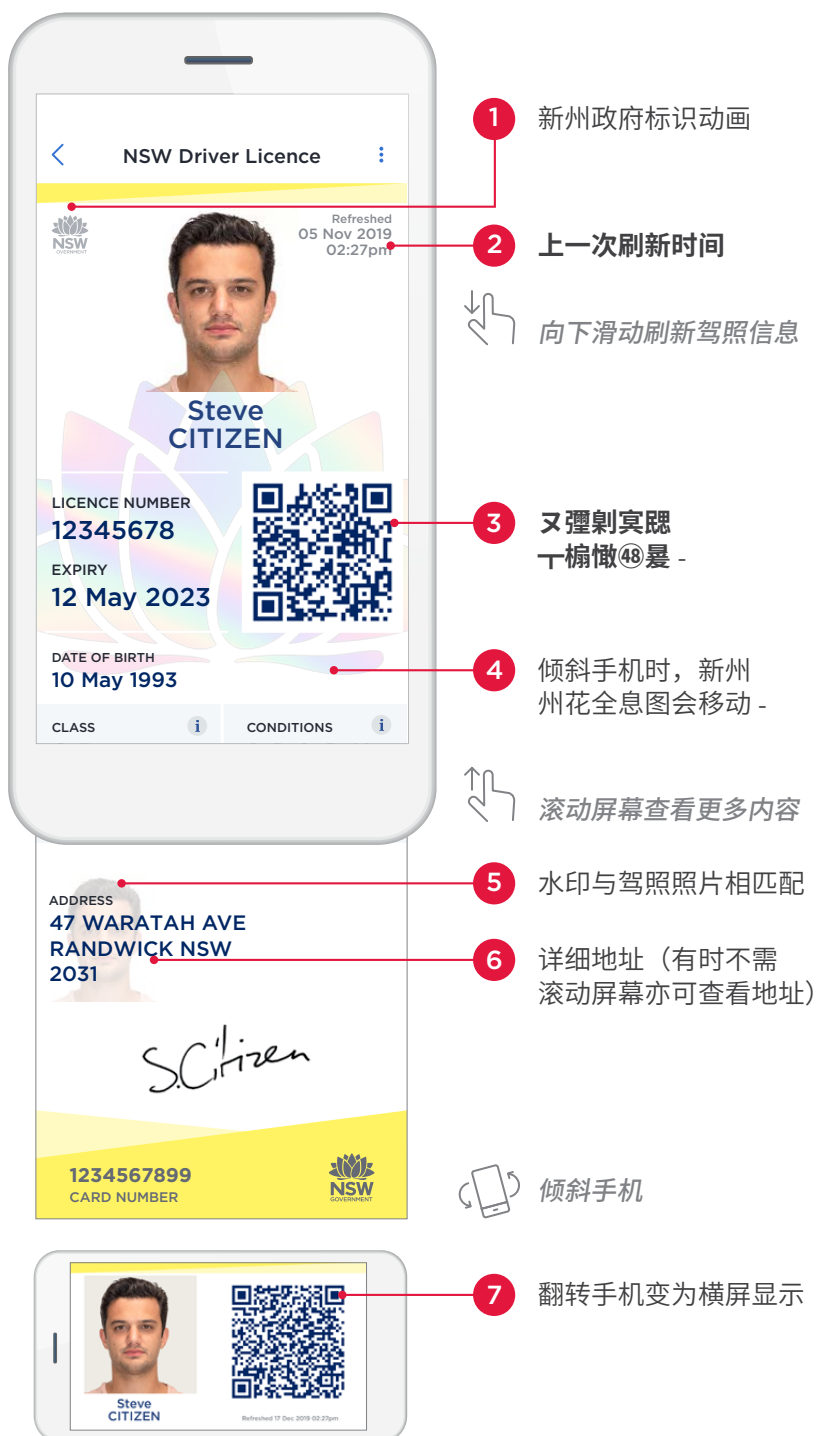 NSW Driver Licence
NSW
GOVERNMENT
Refreshed
05 Nov 2019
02:27pm
Steve
CITIZEN
LICENCE NUMBER
12345678
EXPIRY
12 May 2023
DATE OF BIRTH
10 May 1993
CLASS
CONDITIONS
ADDRESS
47 WARATAH AVE
RANDWICK NSW
2031
S.Citizen
1234567899
CARD NUMBER
NSW
GOVERNMENT
Steve
CITIZEN
Refreshed 17 Dec 2019 02:27pm
1 新州政府标识动画
2 上一次刷新时间
向下滑动刷新驾照信息
3
4 倾斜手机时，新州
州花全息图会移动 -
滚动屏幕查看更多内容
5 水印与驾照照片相匹配
6 详细地址（有时不需
滚动屏幕亦可查看地址）
倾斜手机
7 翻转手机变为横屏显示